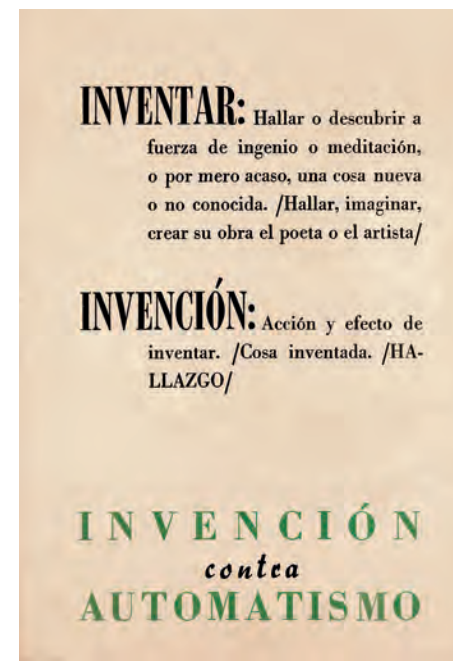 INVENTAR: Hallar o descubrir a
fuerza de ingenio o meditación,
o por mero acaso, una cosa nueva
o no conocida. /Hallar, imaginar,
crear su obra el poeta o el artista/
INVENCIÓN: Acción y efecto de
inventar. /Cosa inventada. /HA-
LLAZGO/
INVENCIÓN
contra
AUTOMATISMO